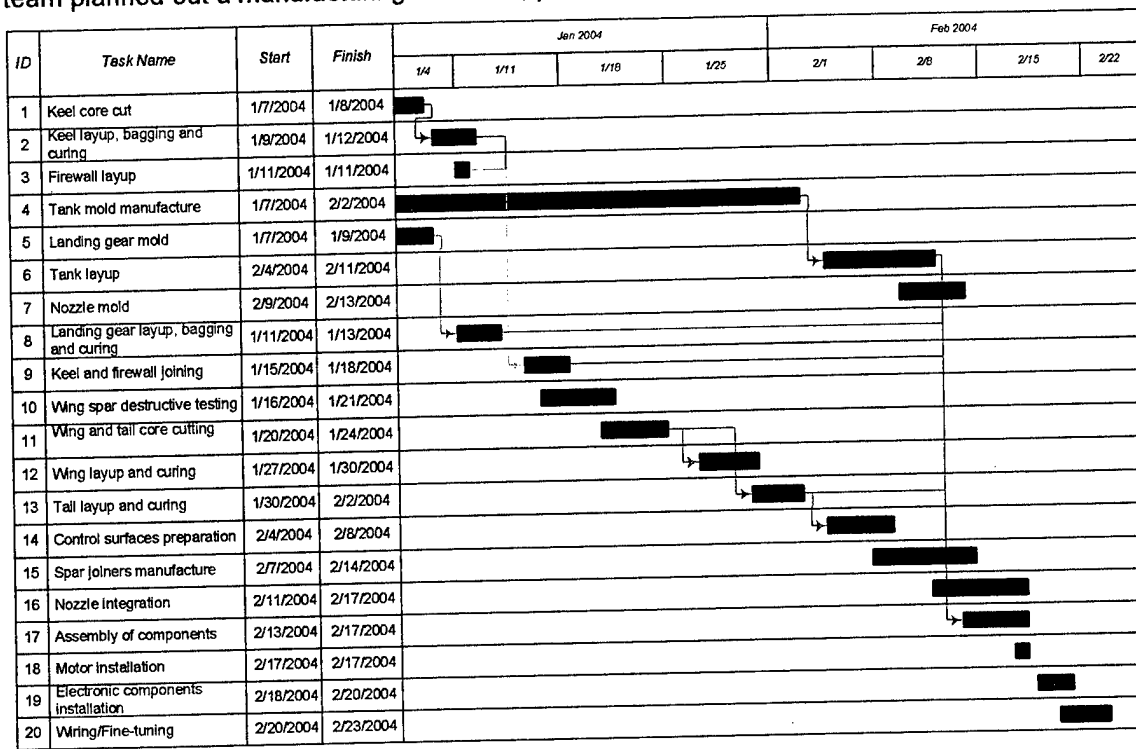 team planned out a manufacturing
Jan 2004 Feb 2004
ID Task Name Start Finish 1/4 1/11 1/18 1/25 2/1 2/8 2/15 2/22
1 Keel core cut 1/7/2004 1/8/2004
2 Keel layup, bagging and
curing 1/9/2004 1/12/2004
3 Firewall layup 1/11/2004 1/11/2004
4 Tank mold manufacture 1/7/2004 2/2/2004
5 Landing gear mold 1/7/2004 1/9/2004
6 Tank layup 2/4/2004 2/11/2004
7 Nozzle mold 2/9/2004 2/13/2004
8 Landing gear layup, bagging
and curing 1/11/2004 1/13/2004
9 Keel and firewall joining 1/15/2004 1/18/2004
10 Wing spar destructive testing 1/16/2004 1/21/2004
11 Wing and tail core cutting 1/20/2004 1/24/2004
12 Wing layup and curing 1/27/2004 1/30/2004
13 Tail layup and curing 1/30/2004 2/2/2004
14 Control surfaces preparation 2/4/2004 2/8/2004
15 Spar joiners manufacture 2/7/2004 2/14/2004
16 Nozzle integration 2/11/2004 2/17/2004
17 Assembly of components 2/13/2004 2/17/2004
18 Motor installation 2/17/2004 2/17/2004
19 Electronic components
installation 2/18/2004 2/20/2004
20 Wiring/Fine-tuning 2/20/2004 2/23/2004